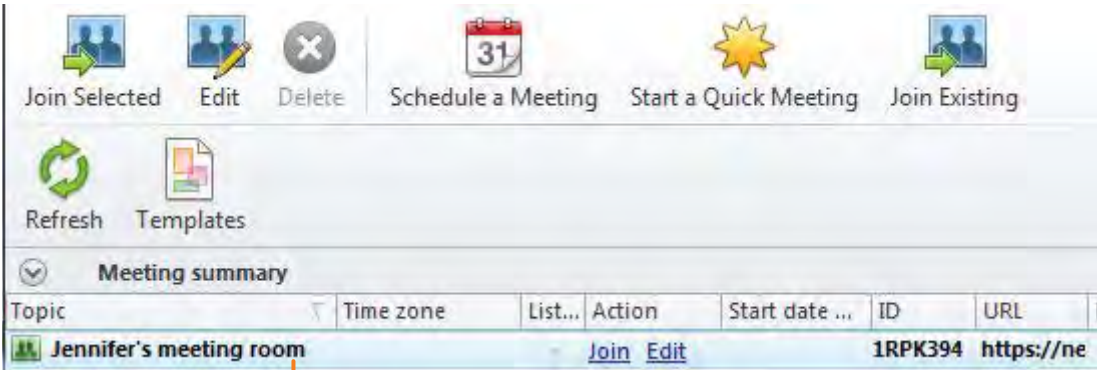 Join Selected Edit Delete Schedule a Meeting Start a Quick Meeting Join Existing
31
Refresh Templates
Meeting summary
Topic Time zone List... Action Start date ... ID URL
Jennifer's meeting room Join Edit 1RPK394 https://ne